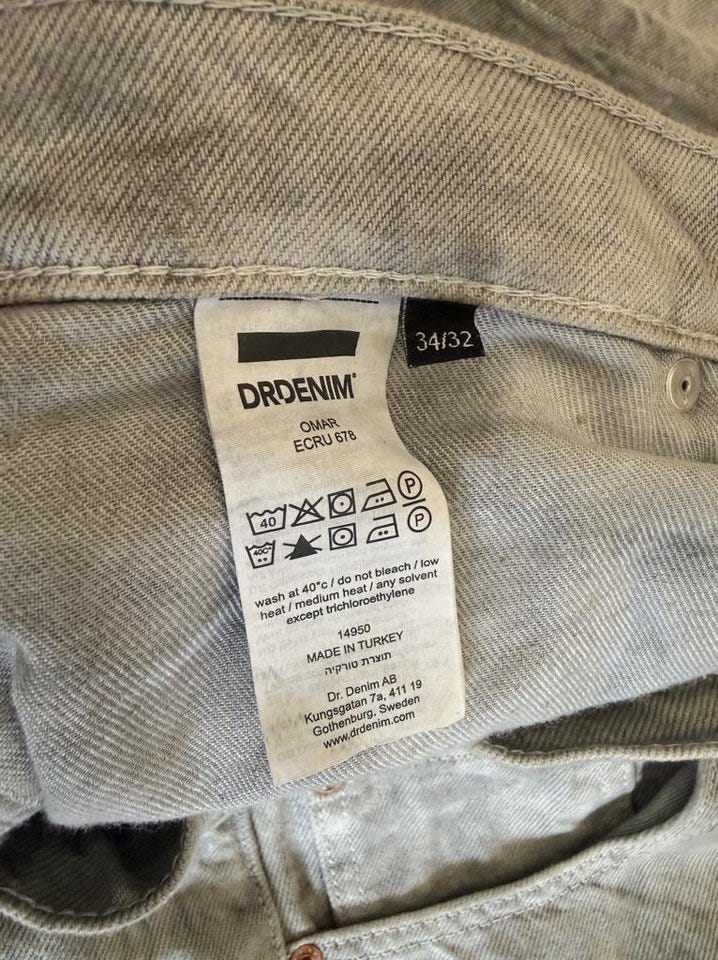 34/32
DRDENIM®
OMAR
ECRU 678
40
P
40C°
P
wash at 40°c / do not bleach / low
heat / medium heat / any solvent
except trichloroethylene
14950
MADE IN TURKEY
תוצרת טורקיה
Dr. Denim AB
Kungsgatan 7a, 411 19
Gothenburg, Sweden
www.drdenim.com